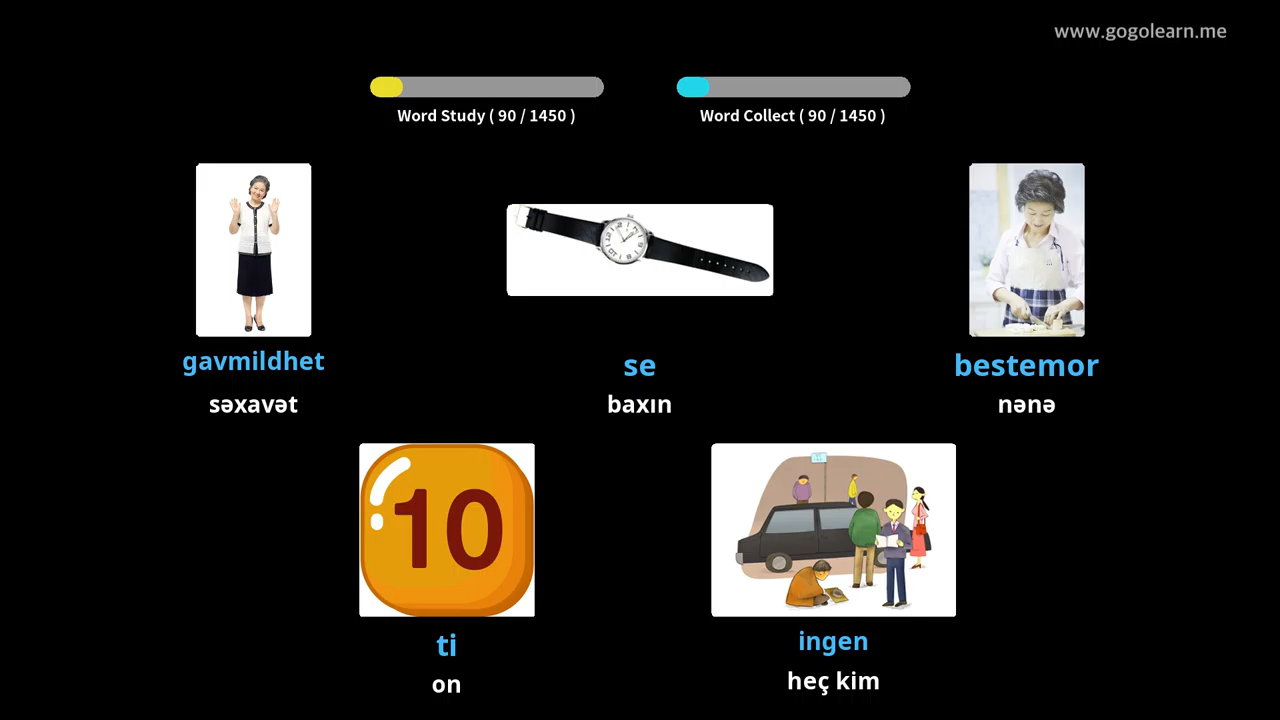 www.gogolearn.me
Word Study ( 90 / 1450 )
Word Collect ( 90 / 1450 )
gavmildhet
səxavət
se
baxın
bestemor
nənə
10
ti
on
ingen
heç kim